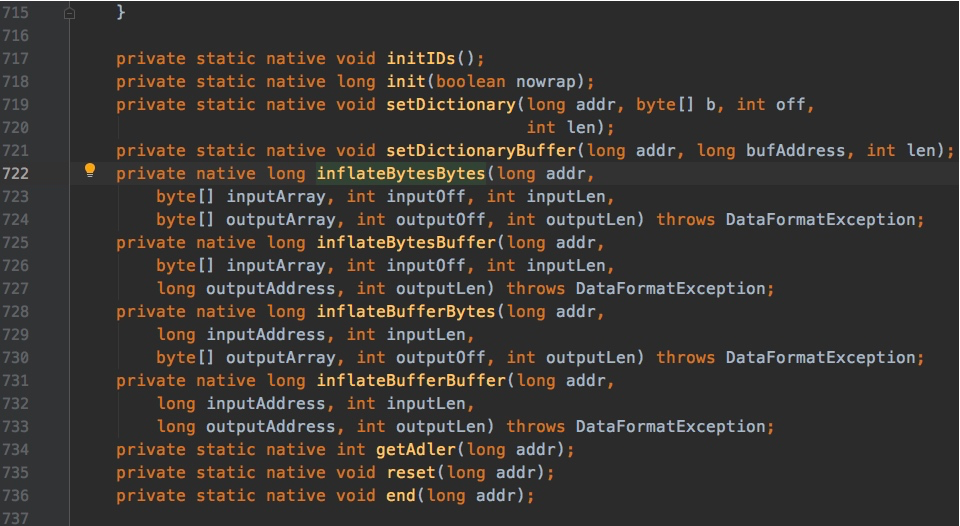 715 }
716
717 private static native void initIDs();
718 private static native long init(boolean nowrap);
719 private static native void setDictionary(long addr, byte[] b, int off,
720 int len);
721 private static native void setDictionaryBuffer(long addr, long bufAddress, int len);
722 private native long inflateBytesBytes(long addr,
723 byte[] inputArray, int inputOff, int inputLen,
724 byte[] outputArray, int outputOff, int outputLen) throws DataFormatException;
725 private native long inflateBytesBuffer(long addr,
726 byte[] inputArray, int inputOff, int inputLen,
727 long outputAddress, int outputLen) throws DataFormatException;
728 private native long inflateBufferBytes(long addr,
729 long inputAddress, int inputLen,
730 byte[] outputArray, int outputOff, int outputLen) throws DataFormatException;
731 private native long inflateBufferBuffer(long addr,
732 long inputAddress, int inputLen,
733 long outputAddress, int outputLen) throws DataFormatException;
734 private static native int getAdler(long addr);
735 private static native void reset(long addr);
736 private static native void end(long addr);
737